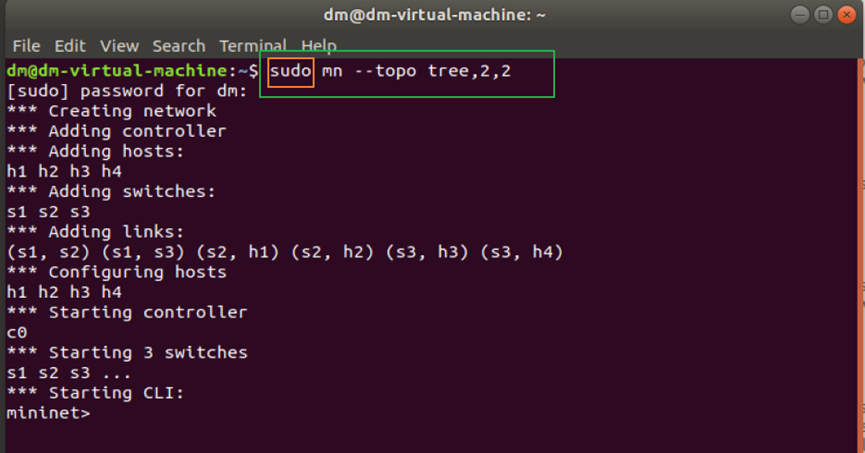 dm@dm-virtual-machine: ~
File Edit View Search Terminal Help
dm@dm-virtual-machine:~$ sudo mn --topo tree,2,2
[sudo] password for dm:
*** Creating network
*** Adding controller
*** Adding hosts:
h1 h2 h3 h4
*** Adding switches:
s1 s2 s3
*** Adding links:
(s1, s2) (s1, s3) (s2, h1) (s2, h2) (s3, h3) (s3, h4)
*** Configuring hosts
h1 h2 h3 h4
*** Starting controller
c0
*** Starting 3 switches
s1 s2 s3 ...
*** Starting CLI:
mininet>